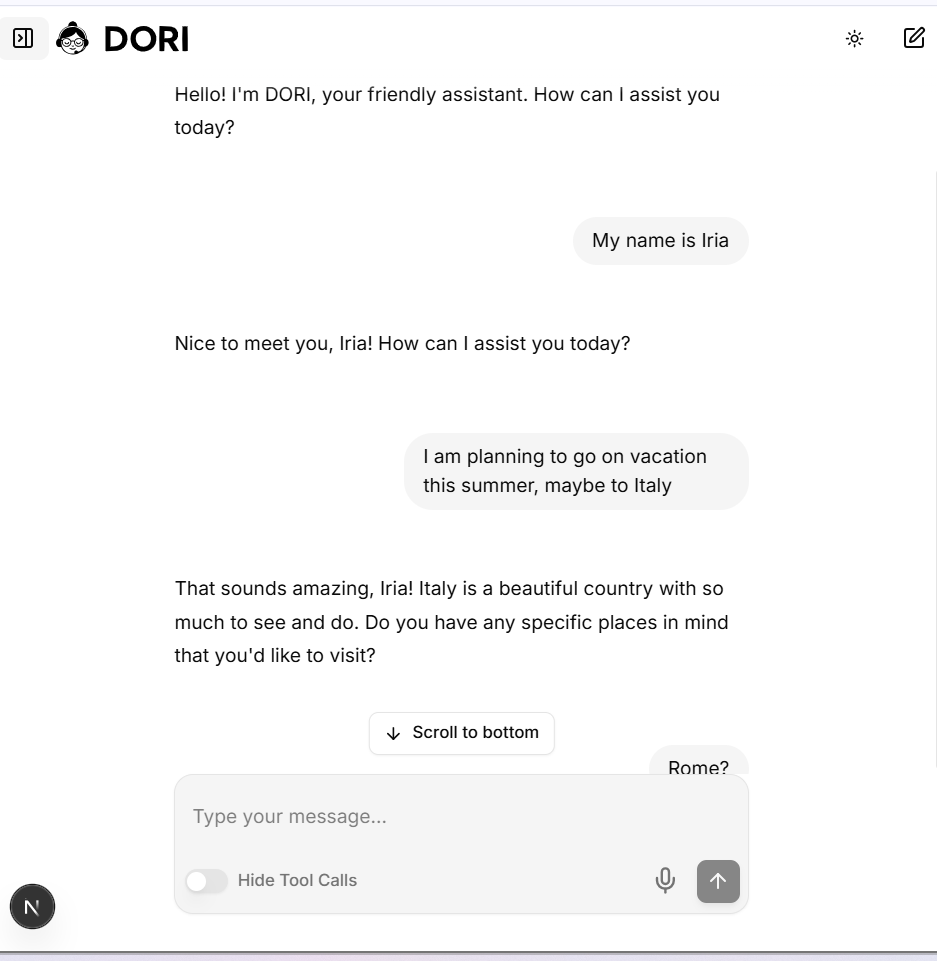 DORI
Hello! I'm DORI, your friendly assistant. How can I assist you
today?
My name is Iria
Nice to meet you, Iria! How can I assist you today?
I am planning to go on vacation
this summer, maybe to Italy
That sounds amazing, Iria! Italy is a beautiful country with so
much to see and do. Do you have any specific places in mind
that you'd like to visit?
Scroll to bottom
Rome?
Type your message...
Hide Tool Calls
N